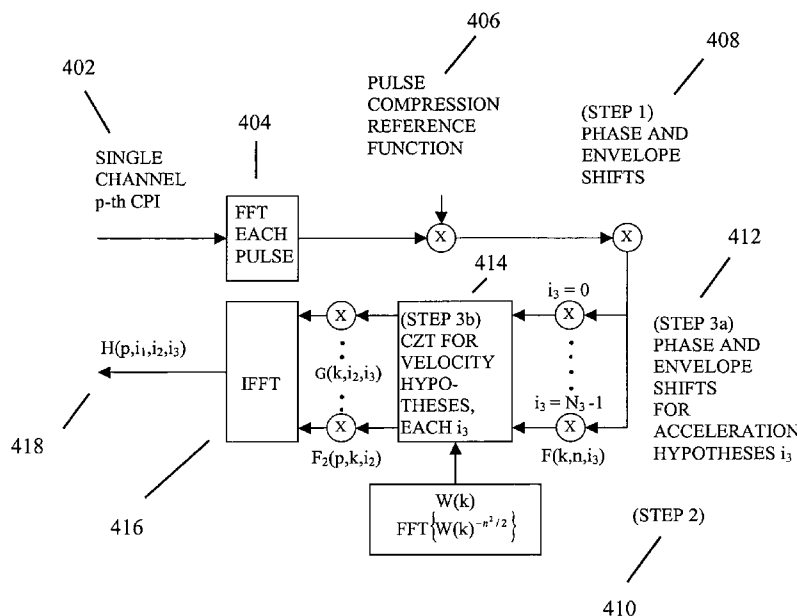 406
408
402
PULSE
COMPRESSION
REFERENCE
FUNCTION
(STEP 1)
PHASE AND
ENVELOPE
SHIFTS
404
SINGLE
CHANNEL
p-th CPI
FFT
EACH
PULSE
X
X
412
414
i₃ = 0
X
X
(STEP 3b)
CZT FOR
VELOCITY
HYPO-
THESES,
EACH i₃
(STEP 3a)
PHASE AND
ENVELOPE
SHIFTS
FOR
ACCELERATION
HYPOTHESES i₃
H(p,i₁,i₂,i₃)
IFFT
G(k,i₂,i₃)
i₃ = N₃ -1
X
X
418
F₂(p,k,i₂)
F(k,n,i₃)
416
W(k)
FFT{W(k)^{-n²/2}}
(STEP 2)
410